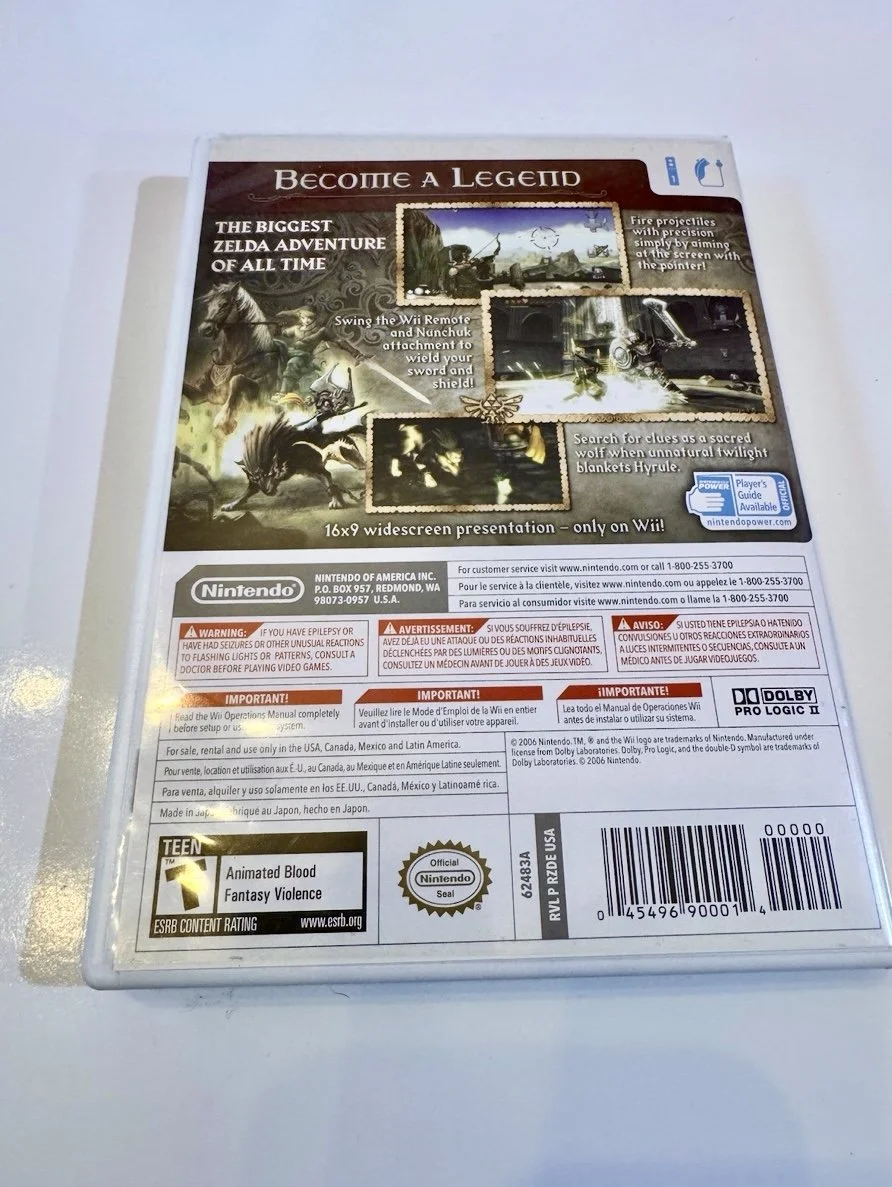 BECOME A LEGEND
THE BIGGEST
ZELDA ADVENTURE
OF ALL TIME
Fire projectiles
with precision
simply by aiming
at the screen with
the pointer!
Swing the Wii Remote
and Nunchuk
attachment to
wield your
sword and
shield!
Search for clues as a sacred
wolf when unnatural twilight
blankets Hyrule.
POWER
Player's
Guide
Available
OFFICIAL
nintendopower.com
16x9 widescreen presentation – only on Wii!
Nintendo®
NINTENDO OF AMERICA INC.
P.O. BOX 957, REDMOND, WA
98073-0957 U.S.A.
For customer service visit www.nintendo.com or call 1-800-255-3700
Pour le service à la clientèle, visitez www.nintendo.com ou appelez le 1-800-255-3700
Para servicio al consumidor visite www.nintendo.com o llame la 1-800-255-3700
WARNING: IF YOU HAVE EPILEPSY OR
HAVE HAD SEIZURES OR OTHER UNUSUAL REACTIONS
TO FLASHING LIGHTS OR PATTERNS, CONSULT A
DOCTOR BEFORE PLAYING VIDEO GAMES.
AVERTISSEMENT: SI VOUS SOUFFREZ D'ÉPILEPSIE,
AVEZ DÉJÀ EU UNE ATTAQUE OU DES RÉACTIONS INHABITUELLES
DÉCLENCHÉES PAR DES LUMIÈRES OU DES MOTIFS CLIGNOTANTS,
CONSULTEZ UN MÉDECIN AVANT DE JOUER À DES JEUX VIDÉO.
AVISO: SI USTED TIENE EPILEPSIA O HA TENIDO
CONVULSIONES U OTROS REACCIONES EXTRAORDINARIOS
A LUCES INTERMITENTES O SECUENCIAS, CONSULTE A UN
MÉDICO ANTES DE JUGAR VIDEOJUEGOS.
IMPORTANT!
Read the Wii Operations Manual completely
before setup or use system.
IMPORTANT!
Veuillez lire le Mode d'Emploi de la Wii en entier
avant d'installer ou d'utiliser votre appareil.
¡IMPORTANTE!
Lea todo el Manual de Operaciones Wii
antes de instalar o utilizar su sistema.
DOLBY
PRO LOGIC II
For sale, rental and use only in the USA, Canada, Mexico and Latin America.
Pour vente, location et utilisation aux É.-U., au Canada, au Mexique et en Amérique Latine seulement.
Para venta, alquiler y uso solamente en los EE.UU., Canadá, México y Latinoamérica.
Made in Japan, fabriqué au Japon, hecho en Japon.
© 2006 Nintendo. TM, ® and the Wii logo are trademarks of Nintendo. Manufactured under
license from Dolby Laboratories. Dolby, Pro Logic, and the double-D symbol are trademarks of
Dolby Laboratories. © 2006 Nintendo.
TEEN
T
TM
Animated Blood
Fantasy Violence
ESRB CONTENT RATING www.esrb.org
Official
Nintendo
Seal
®
62483A
RVL P RZDE USA
00000
0 45496 90001 4